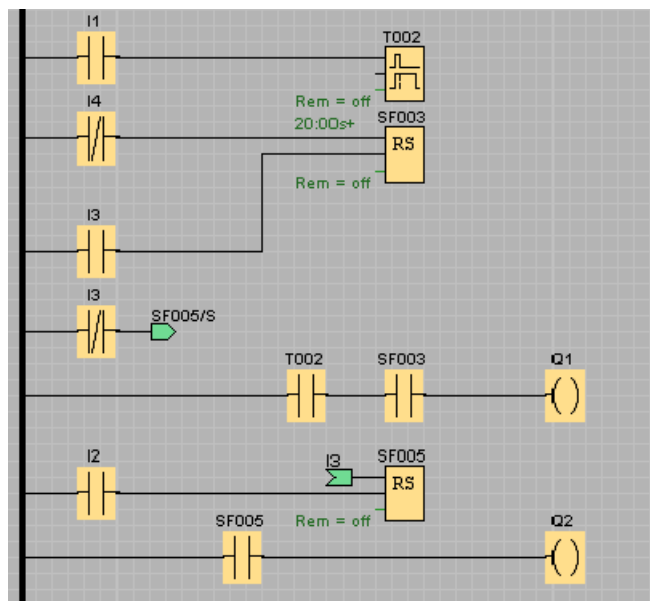 I1
T002
Rem = off
20:00s+
I4
SF003
RS
Rem = off
I3
I3
SF005/S
T002 SF003 Q1
I2
I3
SF005
RS
Rem = off
SF005
Q2